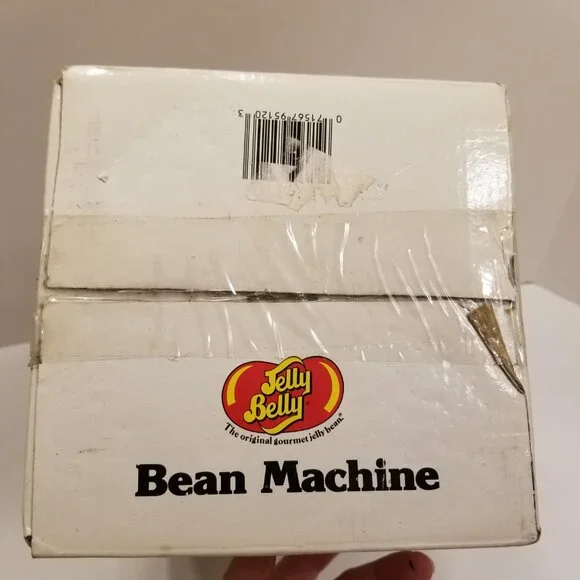 0 71567 95120 3
Jelly
Belly®
The original gourmet jelly bean.®
Bean Machine